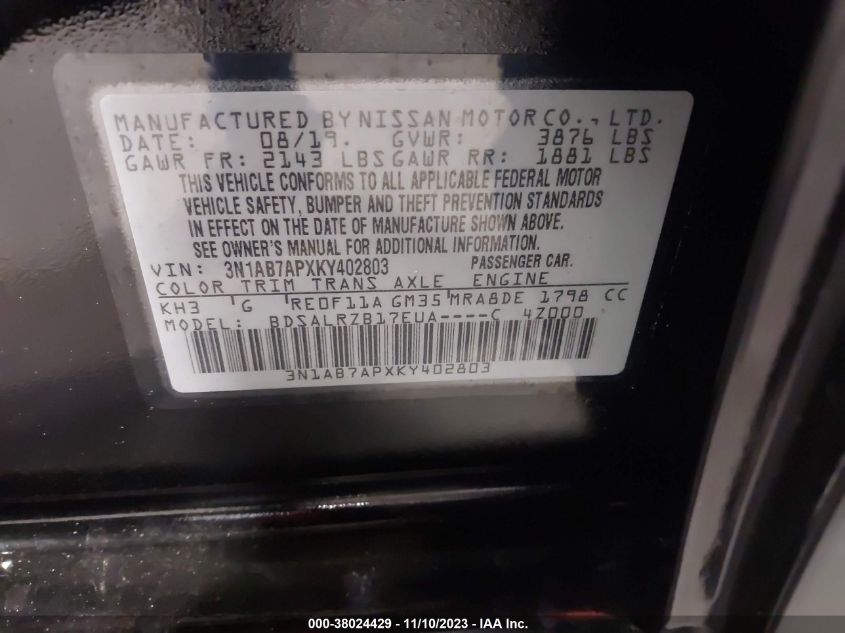 MANUFACTURED BY NISSAN MOTOR CO., LTD.
DATE: 08/19. GVWR: 3876 LBS
GAWR FR: 2143 LBS GAWR RR: 1881 LBS
THIS VEHICLE CONFORMS TO ALL APPLICABLE FEDERAL MOTOR
VEHICLE SAFETY, BUMPER AND THEFT PREVENTION STANDARDS
IN EFFECT ON THE DATE OF MANUFACTURE SHOWN ABOVE.
SEE OWNER'S MANUAL FOR ADDITIONAL INFORMATION.
VIN: 3N1AB7APXKY402803 PASSENGER CAR.
COLOR TRIM TRANS AXLE ENGINE
KH3 G RE0F11A GM35 MRA8DE 1798 CC
MODEL: BDSALRZB17EUA----C 4Z000
3N1AB7APXKY402803
000-38024429 - 11/10/2023 - IAA Inc.